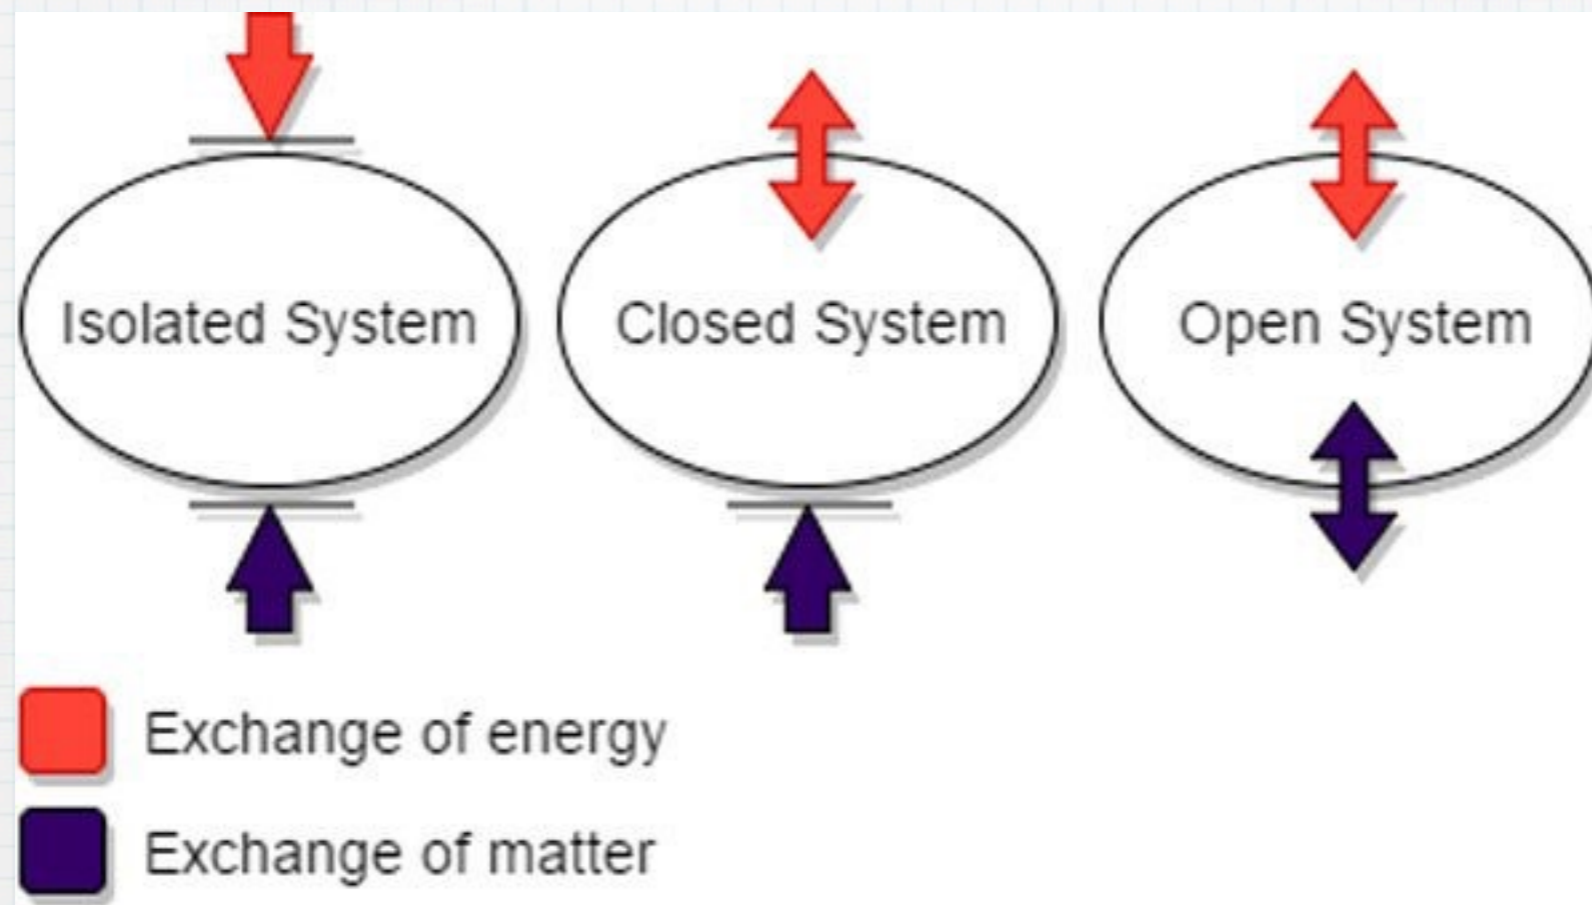 Isolated System
Closed System
Open System
Exchange of energy
Exchange of matter